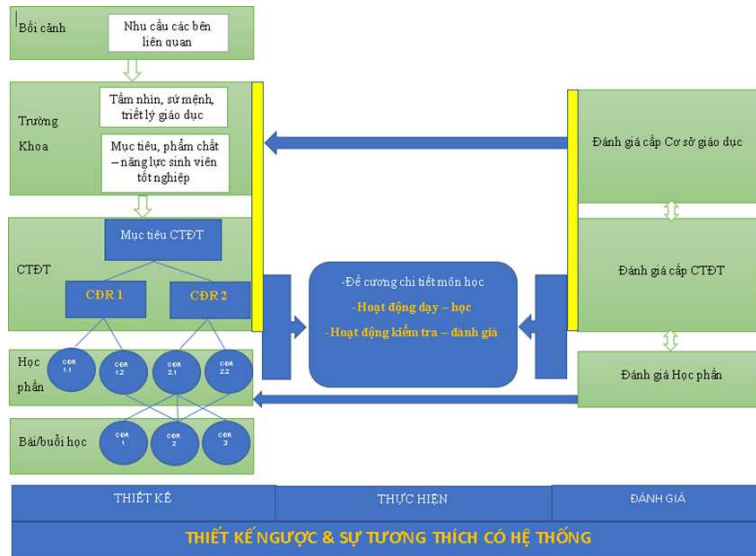 Bối cảnh
Nhu cầu các bên
liên quan
Trường
Khoa
Tầm nhìn, sứ mệnh,
triết lý giáo dục
Mục tiêu, phẩm chất
– năng lực sinh viên
tốt nghiệp
CTĐT
Mục tiêu CTĐT
CĐR 1
CĐR 2
Học
phần
CĐR
1.1
CĐR
1.2
CĐR
2.1
CĐR
2.2
Bài/buổi học
CĐR
1
CĐR
2
CĐR
3
-Đề cương chi tiết môn học
-Hoạt động dạy – học
-Hoạt động kiểm tra – đánh giá
Đánh giá cấp Cơ sở giáo dục
Đánh giá cấp CTĐT
Đánh giá Học phần
THIẾT KẾ
THỰC HIỆN
ĐÁNH GIÁ
THIẾT KẾ NGƯỢC & SỰ TƯƠNG THÍCH CÓ HỆ THỐNG